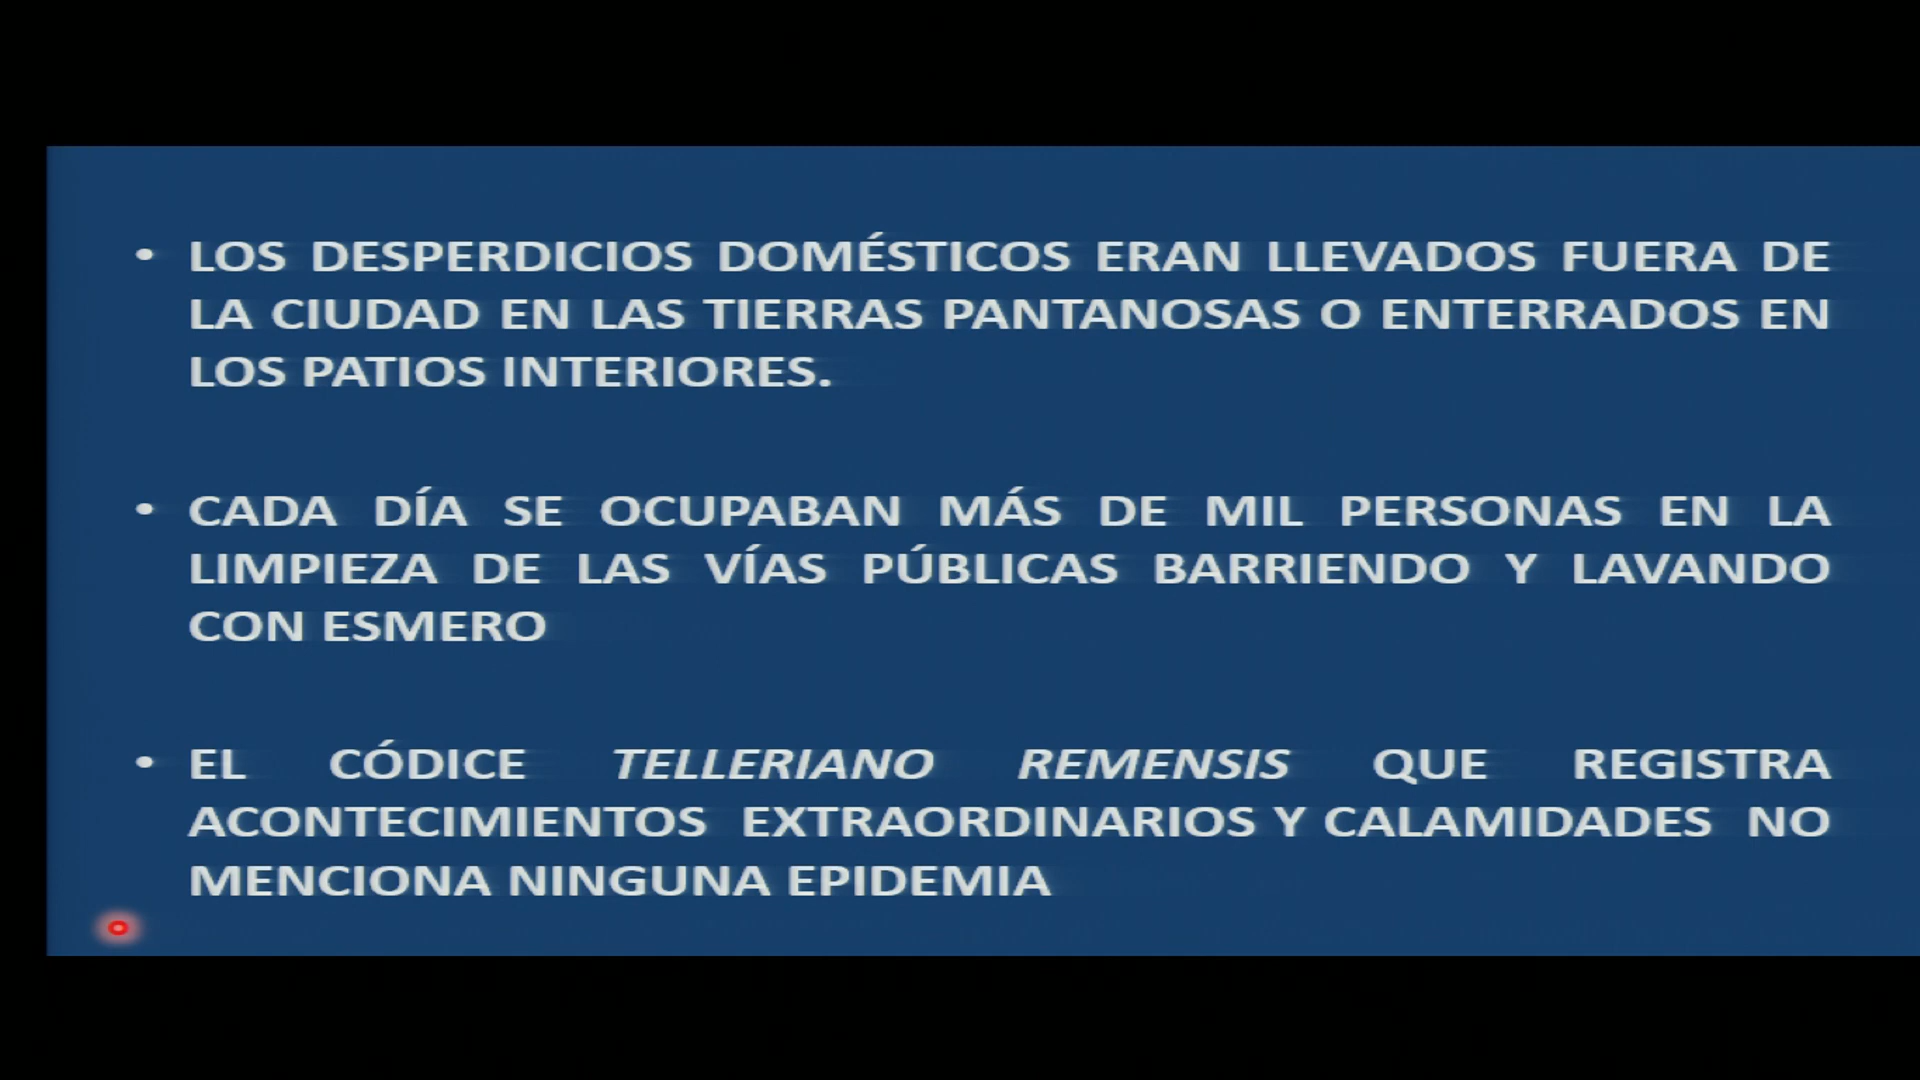 • LOS DESPERDICIOS DOMÉSTICOS ERAN LLEVADOS FUERA DE
LA CIUDAD EN LAS TIERRAS PANTANOSAS O ENTERRADOS EN
LOS PATIOS INTERIORES.
• CADA DÍA SE OCUPABAN MÁS DE MIL PERSONAS EN LA
LIMPIEZA DE LAS VÍAS PÚBLICAS BARRIENDO Y LAVANDO
CON ESMERO
• EL CÓDICE TELLERIANO REMENSIS QUE REGISTRA
ACONTECIMIENTOS EXTRAORDINARIOS Y CALAMIDADES NO
MENCIONA NINGUNA EPIDEMIA